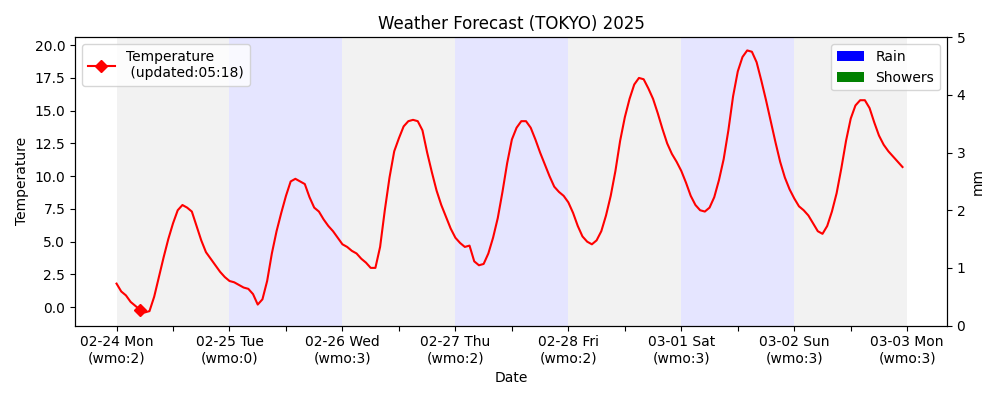 Weather Forecast (TOKYO) 2025
Temperature
(updated:05:18)
Rain
Showers
20.0
17.5
15.0
12.5
10.0
7.5
5.0
2.5
0.0
Temperature
5
4
3
2
1
0
mm
02-24 Mon
(wmo:2)
02-25 Tue
(wmo:0)
02-26 Wed
(wmo:3)
02-27 Thu
(wmo:2)
02-28 Fri
(wmo:2)
03-01 Sat
(wmo:3)
03-02 Sun
(wmo:3)
03-03 Mon
(wmo:3)
Date